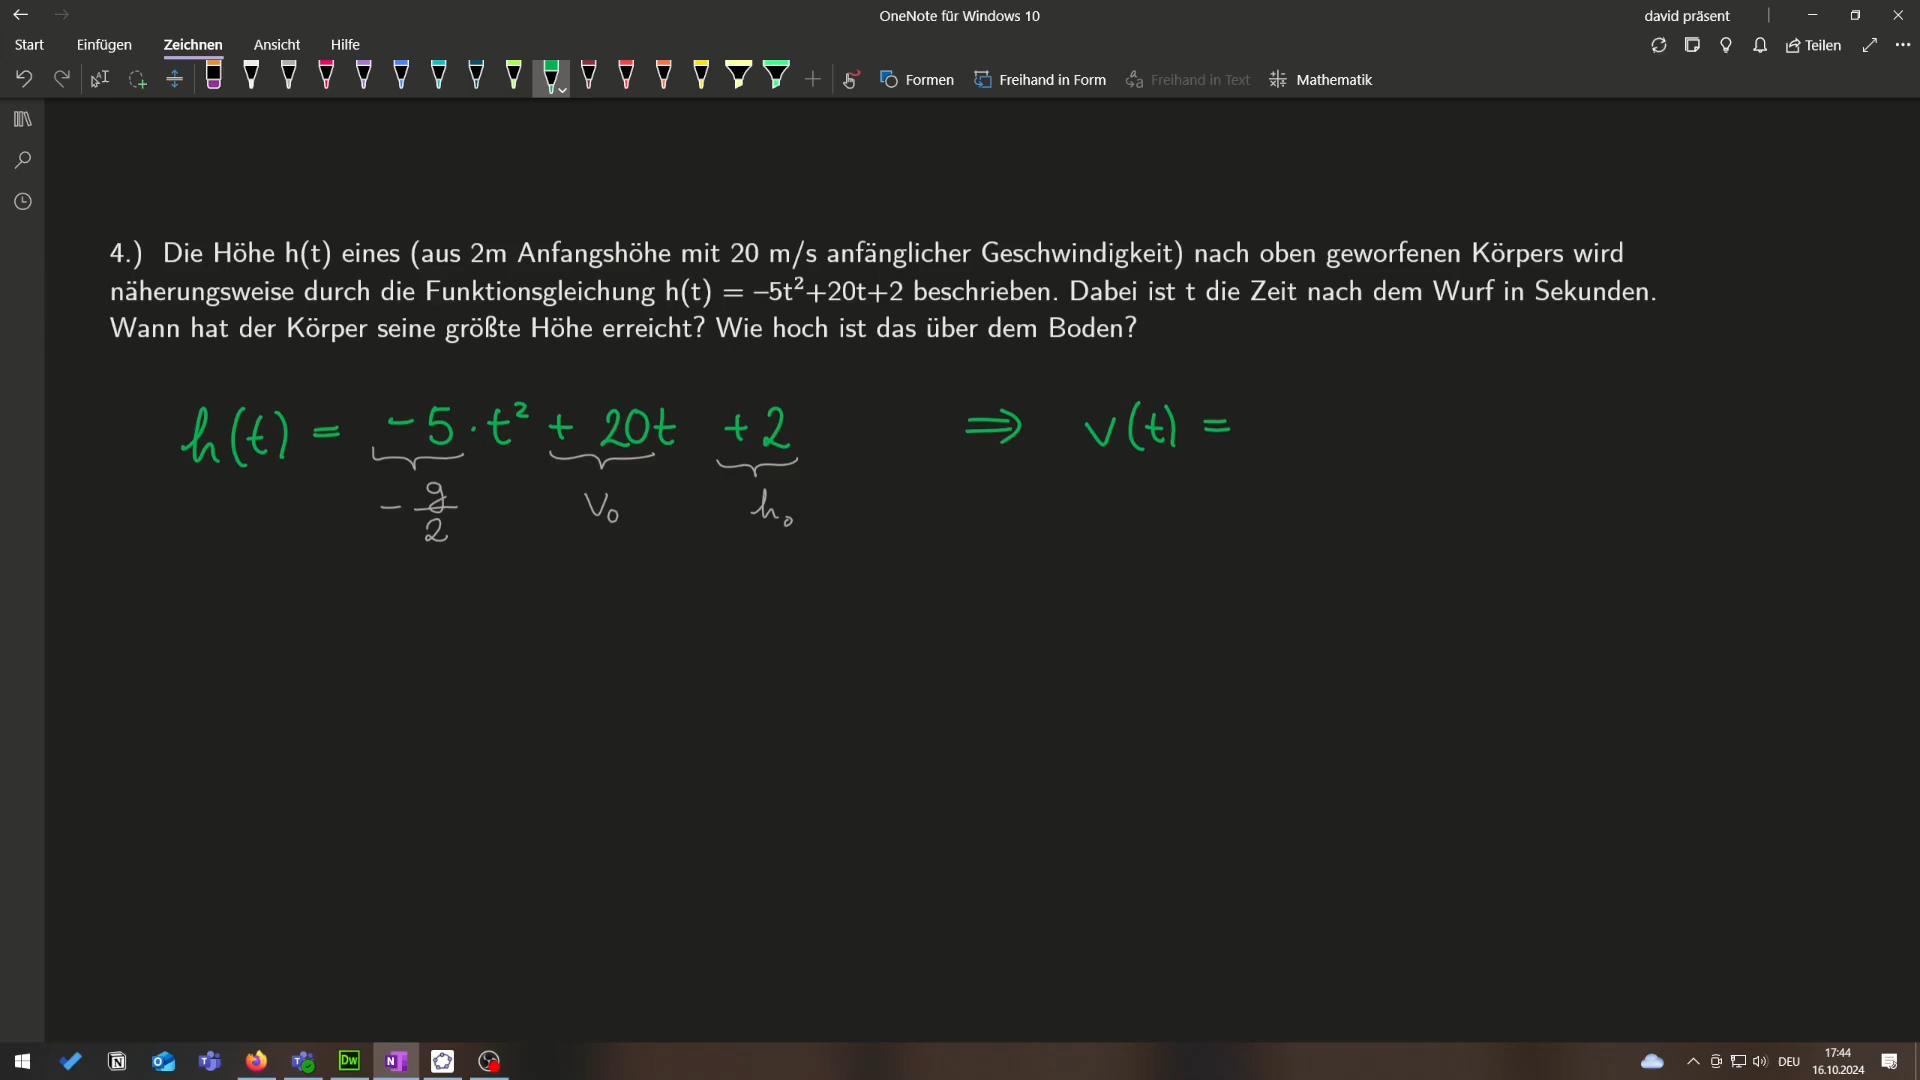 OneNote für Windows 10
david präsent
Start Einfügen Zeichnen Ansicht Hilfe
Teilen
Formen Freihand in Form Freihand in Text Mathematik
4.) Die Höhe h(t) eines (aus 2m Anfangshöhe mit 20 m/s anfänglicher Geschwindigkeit) nach oben geworfenen Körpers wird
näherungsweise durch die Funktionsgleichung h(t) = –5t²+20t+2 beschrieben. Dabei ist t die Zeit nach dem Wurf in Sekunden.
Wann hat der Körper seine größte Höhe erreicht? Wie hoch ist das über dem Boden?
h(t) = -5·t² + 20t +2 ⇒ v(t) =
- g/2 v₀ h₀
Dw
N
DEU
17:44
16.10.2024